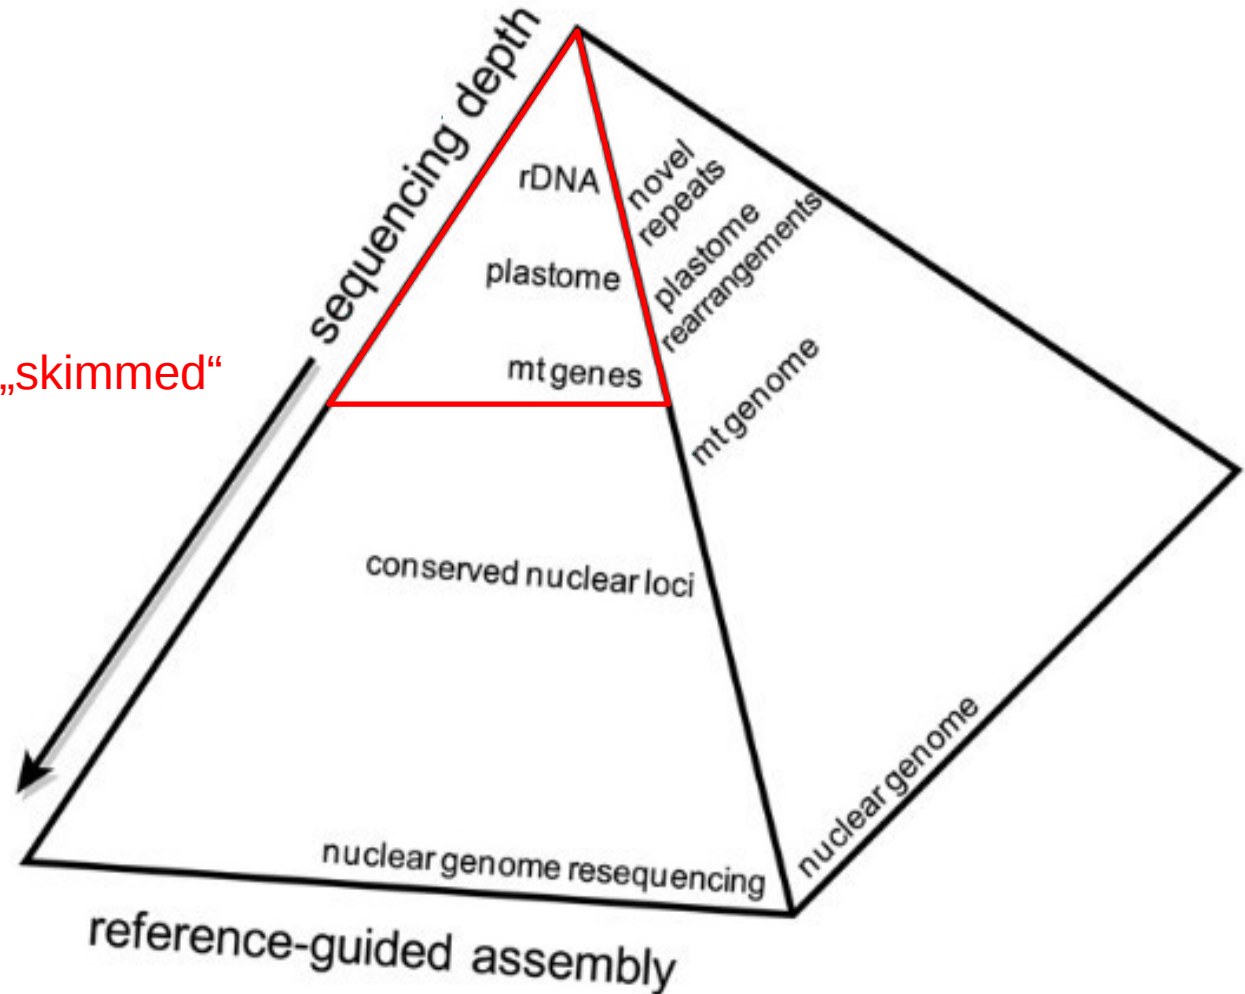 sequencing depth
rDNA
novel
repeats
plastome
plastome
rearrangements
„skimmed“
mt genes
mt genome
conserved nuclear loci
nuclear genome
nuclear genome resequencing
reference-guided assembly